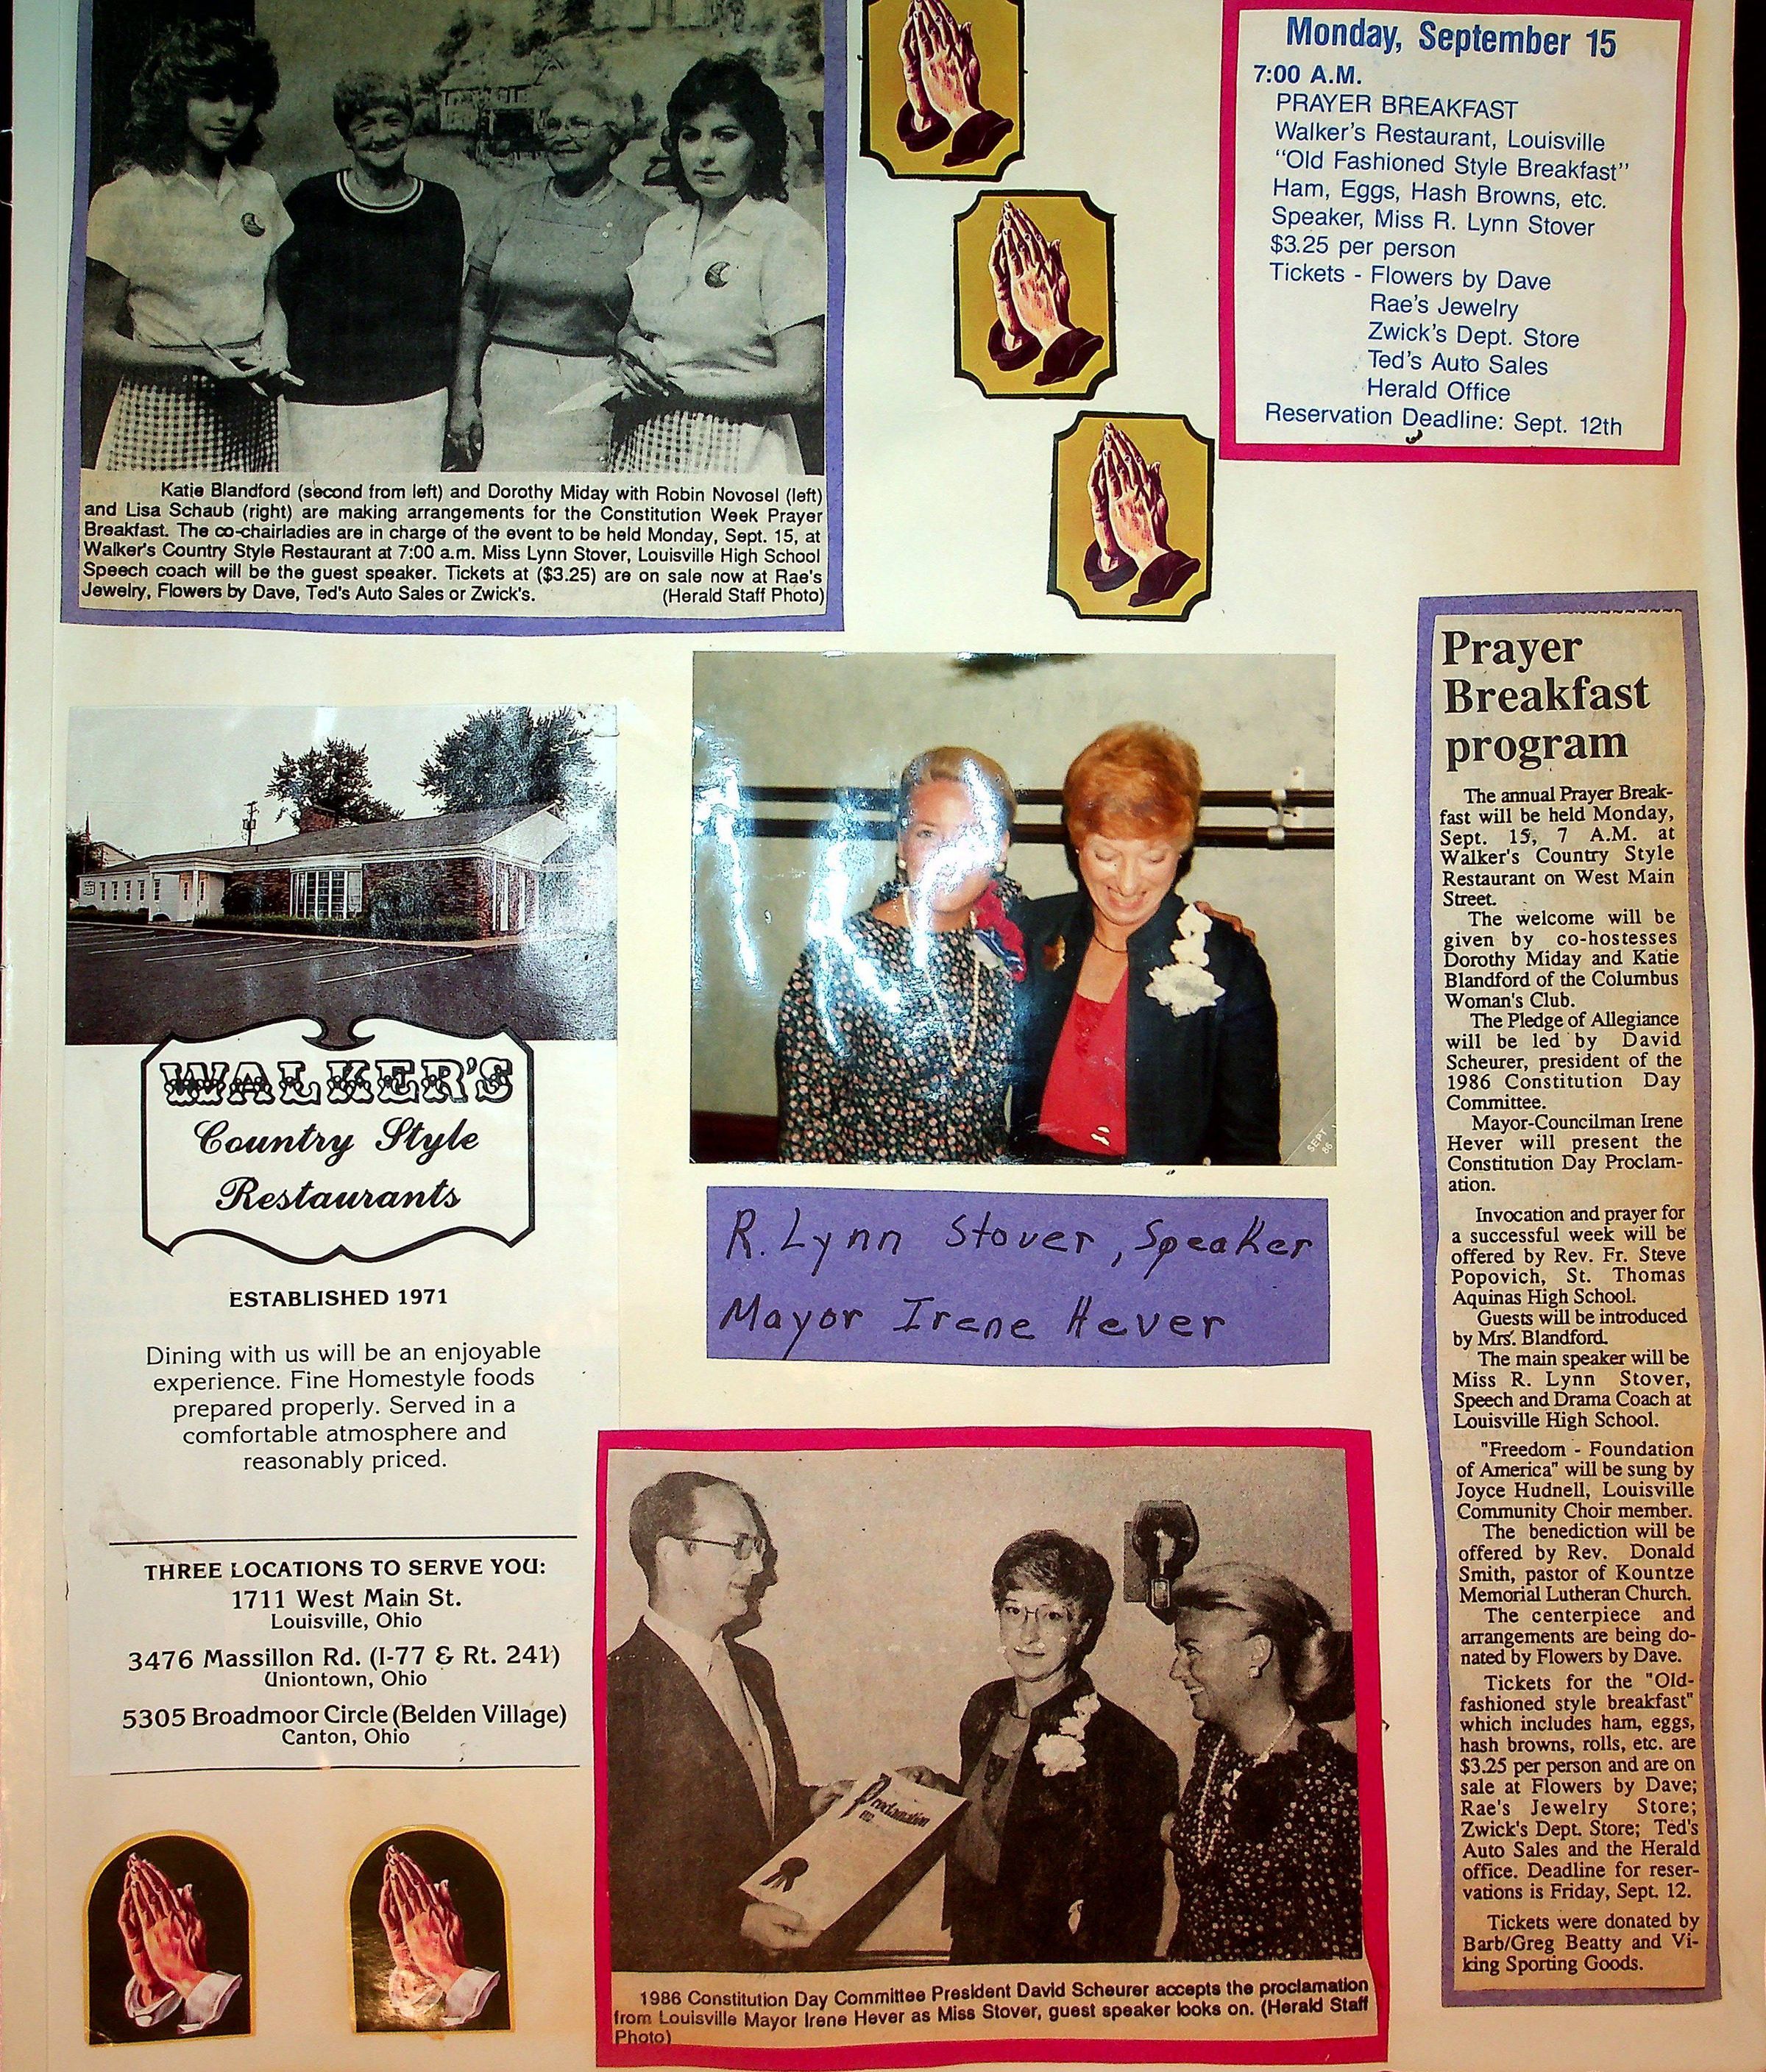 Katie Blandford (second from left) and Dorothy Miday with Robin Novosel (left)
and Lisa Schaub (right) are making arrangements for the Constitution Week Prayer
Breakfast. The co-chairladies are in charge of the event to be held Monday, Sept. 15, at
Walker's Country Style Restaurant at 7:00 a.m. Miss Lynn Stover, Louisville High School
Speech coach will be the guest speaker. Tickets at ($3.25) are on sale now at Rae's
Jewelry, Flowers by Dave, Ted's Auto Sales or Zwick's. (Herald Staff Photo)
Monday, September 15
7:00 A.M.
PRAYER BREAKFAST
Walker's Restaurant, Louisville
"Old Fashioned Style Breakfast"
Ham, Eggs, Hash Browns, etc.
Speaker, Miss R. Lynn Stover
$3.25 per person
Tickets - Flowers by Dave
Rae's Jewelry
Zwick's Dept. Store
Ted's Auto Sales
Herald Office
Reservation Deadline: Sept. 12th
WALKER'S
Country Style
Restaurants
ESTABLISHED 1971
Dining with us will be an enjoyable
experience. Fine Homestyle foods
prepared properly. Served in a
comfortable atmosphere and
reasonably priced.
THREE LOCATIONS TO SERVE YOU:
1711 West Main St.
Louisville, Ohio
3476 Massillon Rd. (I-77 & Rt. 241)
Uniontown, Ohio
5305 Broadmoor Circle (Belden Village)
Canton, Ohio
SEPT
86
R. Lynn Stover, Speaker
Mayor Irene Hever
Proclamation
1986 Constitution Day Committee President David Scheurer accepts the proclamation
from Louisville Mayor Irene Hever as Miss Stover, guest speaker looks on. (Herald Staff
Photo)
Prayer
Breakfast
program
The annual Prayer Break-
fast will be held Monday,
Sept. 15, 7 A.M. at
Walker's Country Style
Restaurant on West Main
Street.
The welcome will be
given by co-hostesses
Dorothy Miday and Katie
Blandford of the Columbus
Woman's Club.
The Pledge of Allegiance
will be led by David
Scheurer, president of the
1986 Constitution Day
Committee.
Mayor-Councilman Irene
Hever will present the
Constitution Day Proclam-
ation.
Invocation and prayer for
a successful week will be
offered by Rev. Fr. Steve
Popovich, St. Thomas
Aquinas High School.
Guests will be introduced
by Mrs. Blandford.
The main speaker will be
Miss R. Lynn Stover,
Speech and Drama Coach at
Louisville High School.
"Freedom - Foundation
of America" will be sung by
Joyce Hudnell, Louisville
Community Choir member.
The benediction will be
offered by Rev. Donald
Smith, pastor of Kountze
Memorial Lutheran Church.
The centerpiece and
arrangements are being do-
nated by Flowers by Dave.
Tickets for the "Old-
fashioned style breakfast"
which includes ham, eggs,
hash browns, rolls, etc. are
$3.25 per person and are on
sale at Flowers by Dave;
Rae's Jewelry Store;
Zwick's Dept. Store; Ted's
Auto Sales and the Herald
office. Deadline for reser-
vations is Friday, Sept. 12.
Tickets were donated by
Barb/Greg Beatty and Vi-
king Sporting Goods.